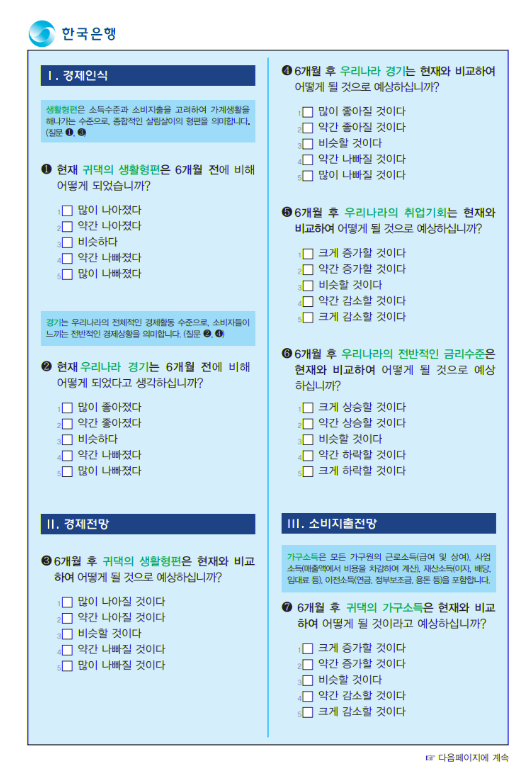 한국은행
I. 경제인식
생활형편은 소득수준과 소비지출을 고려하여 가계생활을
해나가는 수준으로, 종합적인 살림살이의 형편을 의미합니다.
(질문 ❶, ❸)
❶ 현재 귀댁의 생활형편은 6개월 전에 비해
어떻게 되었습니까?
1□ 많이 나아졌다
2□ 약간 나아졌다
3□ 비슷하다
4□ 약간 나빠졌다
5□ 많이 나빠졌다
경기는 우리나라의 전체적인 경제활동 수준으로, 소비자들이
느끼는 전반적인 경제상황을 의미합니다. (질문 ❷, ❹)
❷ 현재 우리나라 경기는 6개월 전에 비해
어떻게 되었다고 생각하십니까?
1□ 많이 좋아졌다
2□ 약간 좋아졌다
3□ 비슷하다
4□ 약간 나빠졌다
5□ 많이 나빠졌다
II. 경제전망
❸ 6개월 후 귀댁의 생활형편은 현재와 비교
하여 어떻게 될 것으로 예상하십니까?
1□ 많이 나아질 것이다
2□ 약간 나아질 것이다
3□ 비슷할 것이다
4□ 약간 나빠질 것이다
5□ 많이 나빠질 것이다
❹ 6개월 후 우리나라 경기는 현재와 비교하여
어떻게 될 것으로 예상하십니까?
1□ 많이 좋아질 것이다
2□ 약간 좋아질 것이다
3□ 비슷할 것이다
4□ 약간 나빠질 것이다
5□ 많이 나빠질 것이다
❺ 6개월 후 우리나라의 취업기회는 현재와
비교하여 어떻게 될 것으로 예상하십니까?
1□ 크게 증가할 것이다
2□ 약간 증가할 것이다
3□ 비슷할 것이다
4□ 약간 감소할 것이다
5□ 크게 감소할 것이다
❻ 6개월 후 우리나라의 전반적인 금리수준은
현재와 비교하여 어떻게 될 것으로 예상
하십니까?
1□ 크게 상승할 것이다
2□ 약간 상승할 것이다
3□ 비슷할 것이다
4□ 약간 하락할 것이다
5□ 크게 하락할 것이다
III. 소비지출전망
가구소득은 모든 가구원의 근로소득(급여 및 상여), 사업
소득(매출액에서 비용을 차감하여 계산), 재산소득(이자, 배당,
임대료 등), 이전소득(연금, 정부보조금, 용돈 등)을 포함합니다.
❼ 6개월 후 귀댁의 가구소득은 현재와 비교
하여 어떻게 될 것이라고 예상하십니까?
1□ 크게 증가할 것이다
2□ 약간 증가할 것이다
3□ 비슷할 것이다
4□ 약간 감소할 것이다
5□ 크게 감소할 것이다
☞ 다음페이지에 계속